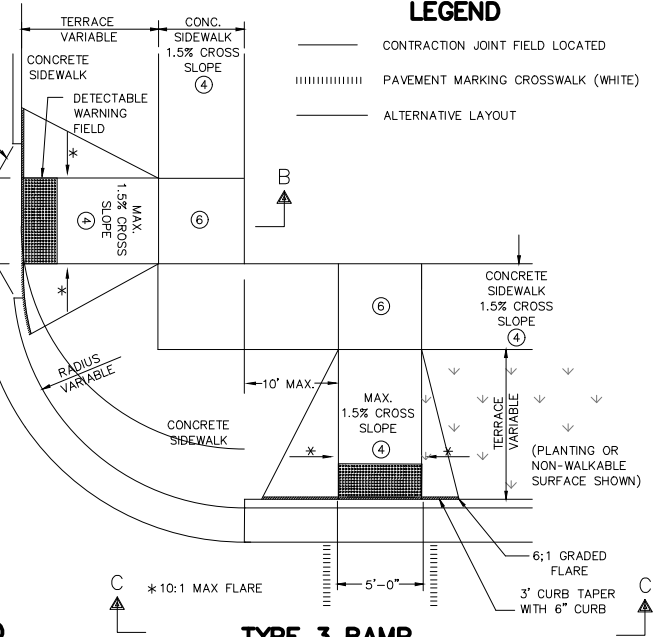 LEGEND
CONTRACTION JOINT FIELD LOCATED
PAVEMENT MARKING CROSSWALK (WHITE)
ALTERNATIVE LAYOUT
TERRACE
VARIABLE
CONC.
SIDEWALK
1.5% CROSS
SLOPE
4
CONCRETE
SIDEWALK
DETECTABLE
WARNING
FIELD
*
MAX.
1.5% CROSS
SLOPE
4
6
B
*
RADIUS
VARIABLE
CONCRETE
SIDEWALK
10' MAX.
6
CONCRETE
SIDEWALK
1.5% CROSS
SLOPE
4
MAX.
1.5% CROSS
SLOPE
4
*
*
TERRACE
VARIABLE
(PLANTING OR
NON-WALKABLE
SURFACE SHOWN)
6;1 GRADED
FLARE
3' CURB TAPER
WITH 6" CURB
5'-0"
C
* 10:1 MAX FLARE
C
TYPE 3 RAMP